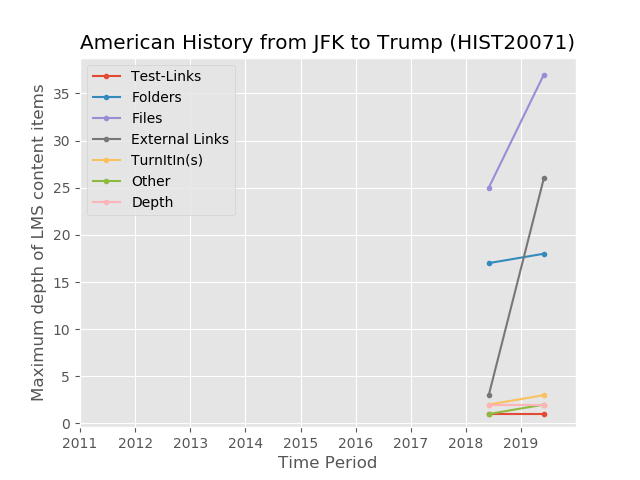 American History from JFK to Trump (HIST20071)
Test-Links
Folders
Files
External Links
TurnItIn(s)
Other
Depth
Maximum depth of LMS content items
35
30
25
20
15
10
5
0
2011 2012 2013 2014 2015 2016 2017 2018 2019
Time Period